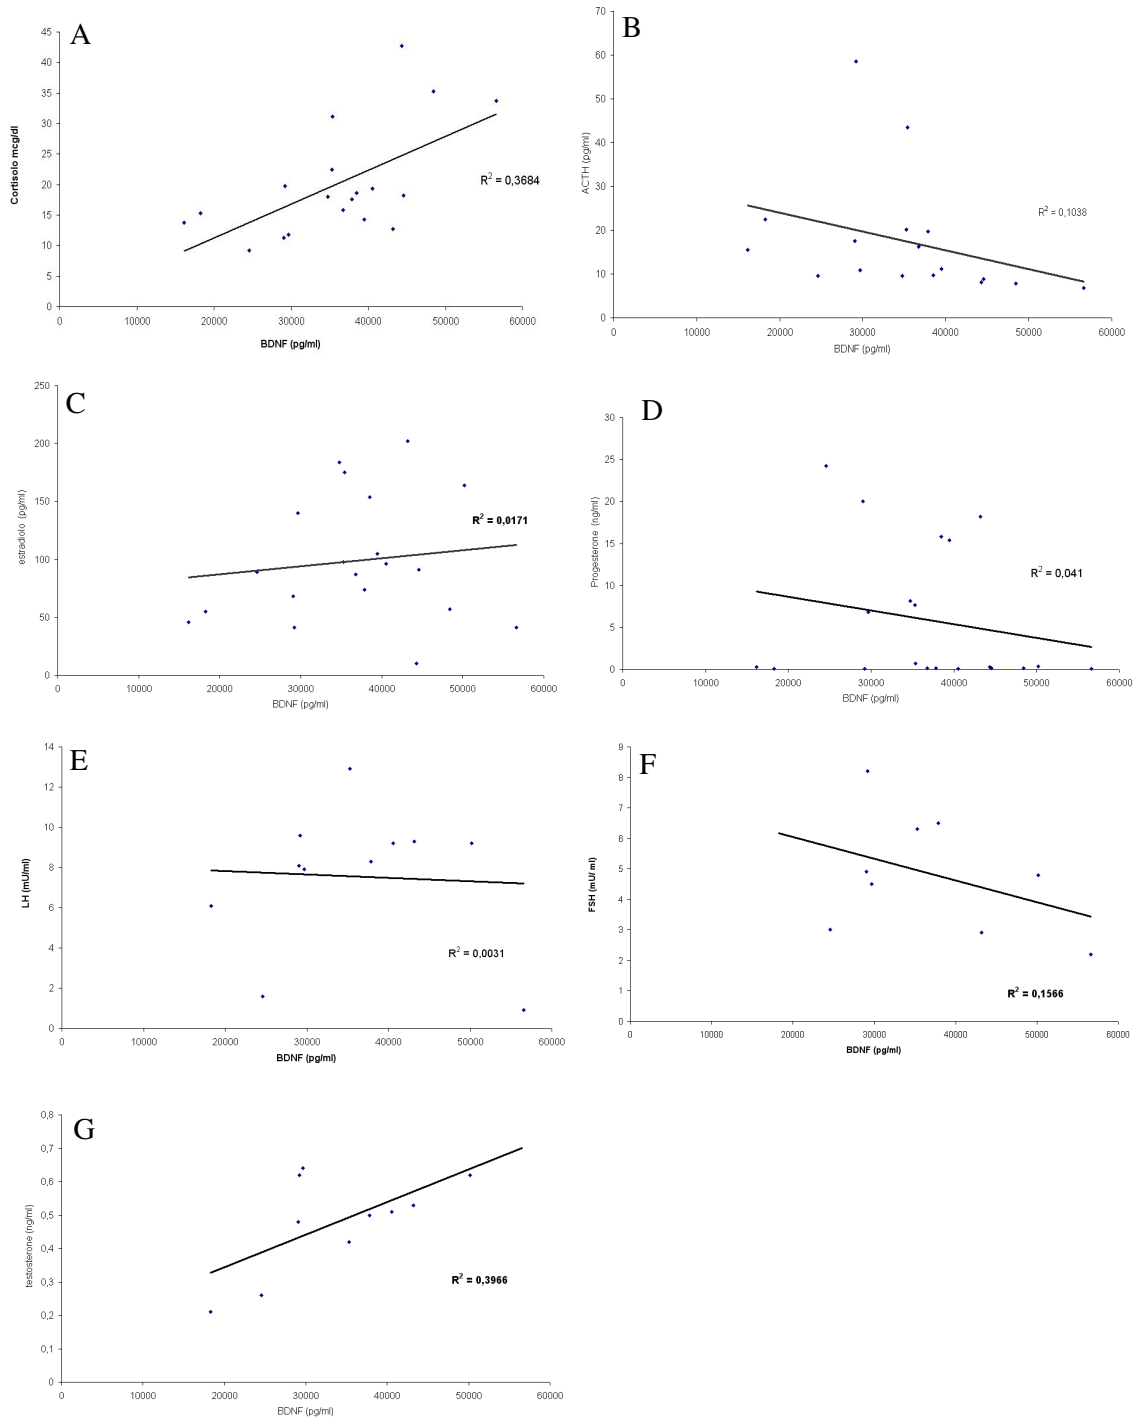 A
45
40
35
30
25
20
15
10
5
0
Cortisolo mcg/dl
R² = 0,3684
0 10000 20000 30000 40000 50000 60000
BDNF (pg/ml)
B
70
60
50
40
30
20
10
0
ACTH (pg/ml)
R² = 0,1038
0 10000 20000 30000 40000 50000 60000
BDNF (pg/ml)
C
250
200
150
100
50
0
estradiolo (pg/ml)
R² = 0,0171
0 10000 20000 30000 40000 50000 60000
BDNF (pg/ml)
D
30
25
20
15
10
5
0
Progesterone (ng/ml)
R² = 0,041
0 10000 20000 30000 40000 50000 60000
BDNF (pg/ml)
E
14
12
10
8
6
4
2
0
LH (mU/ml)
R² = 0,0031
0 10000 20000 30000 40000 50000 60000
BDNF (pg/ml)
F
9
8
7
6
5
4
3
2
1
0
FSH (mU/ ml)
R² = 0,1566
0 10000 20000 30000 40000 50000 60000
BDNF (pg/ml)
G
0,8
0,7
0,6
0,5
0,4
0,3
0,2
0,1
0
testosterone (ng/ml)
R² = 0,3966
0 10000 20000 30000 40000 50000 60000
BDNF (pg/ml)